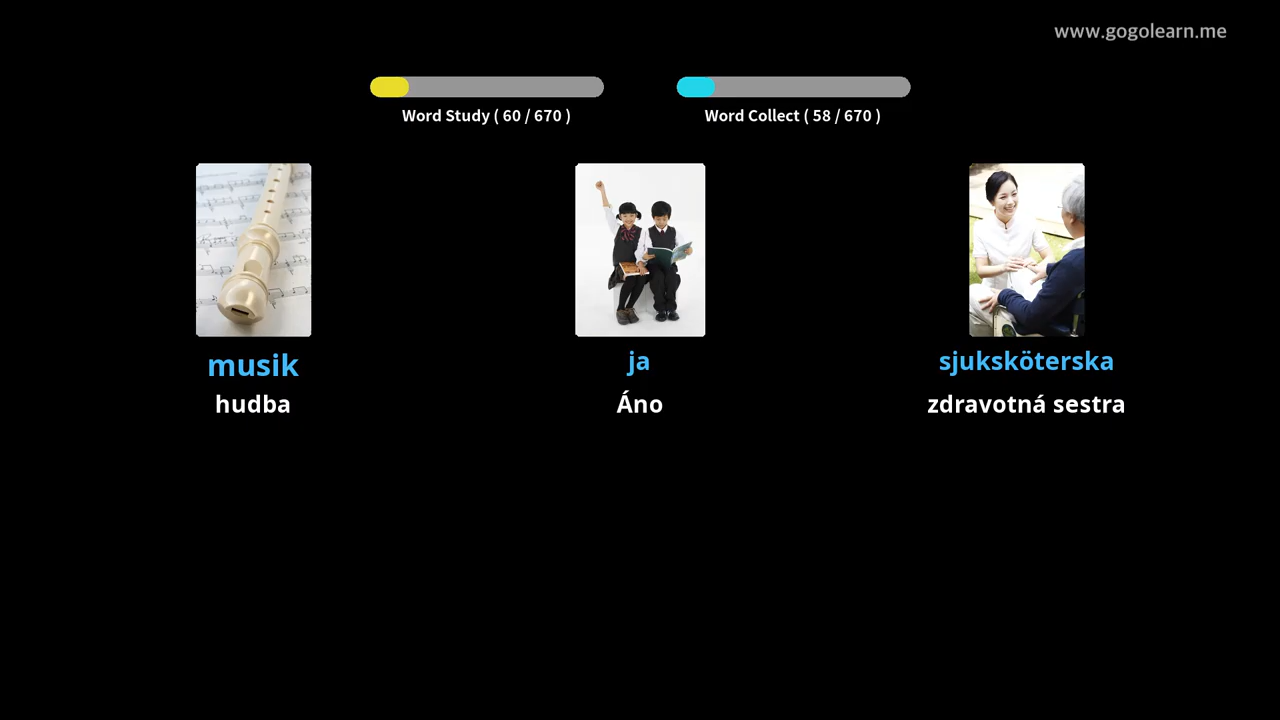 www.gogolearn.me
Word Study ( 60 / 670 )
Word Collect ( 58 / 670 )
musik
ja
sjuksköterska
hudba
Áno
zdravotná sestra